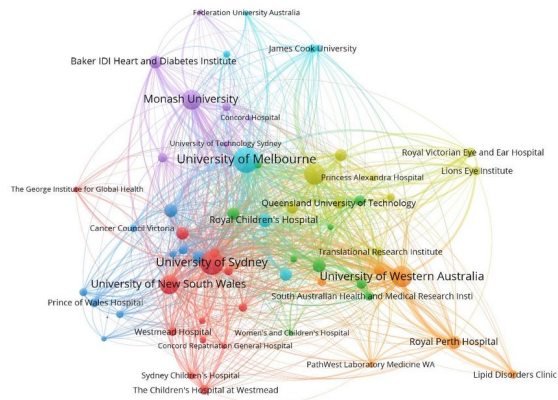 Federation University Australia
James Cook University
Baker IDI Heart and Diabetes Institute
Monash University
Concord Hospital
University of Technology Sydney
University of Melbourne
Royal Victorian Eye and Ear Hospital
Princess Alexandra Hospital
Lions Eye Institute
The George Institute for Global Health
Queensland University of Technology
Royal Children's Hospital
Cancer Council Victoria
Translational Research Institute
University of Sydney
University of Western Australia
University of New South Wales
South Australian Health and Medical Research Insti
Prince of Wales Hospital
Westmead Hospital
Women's and Children's Hospital
Concord Repatriation General Hospital
Royal Perth Hospital
PathWest Laboratory Medicine WA
Sydney Children's Hospital
Lipid Disorders Clinic
The Children's Hospital at Westmead